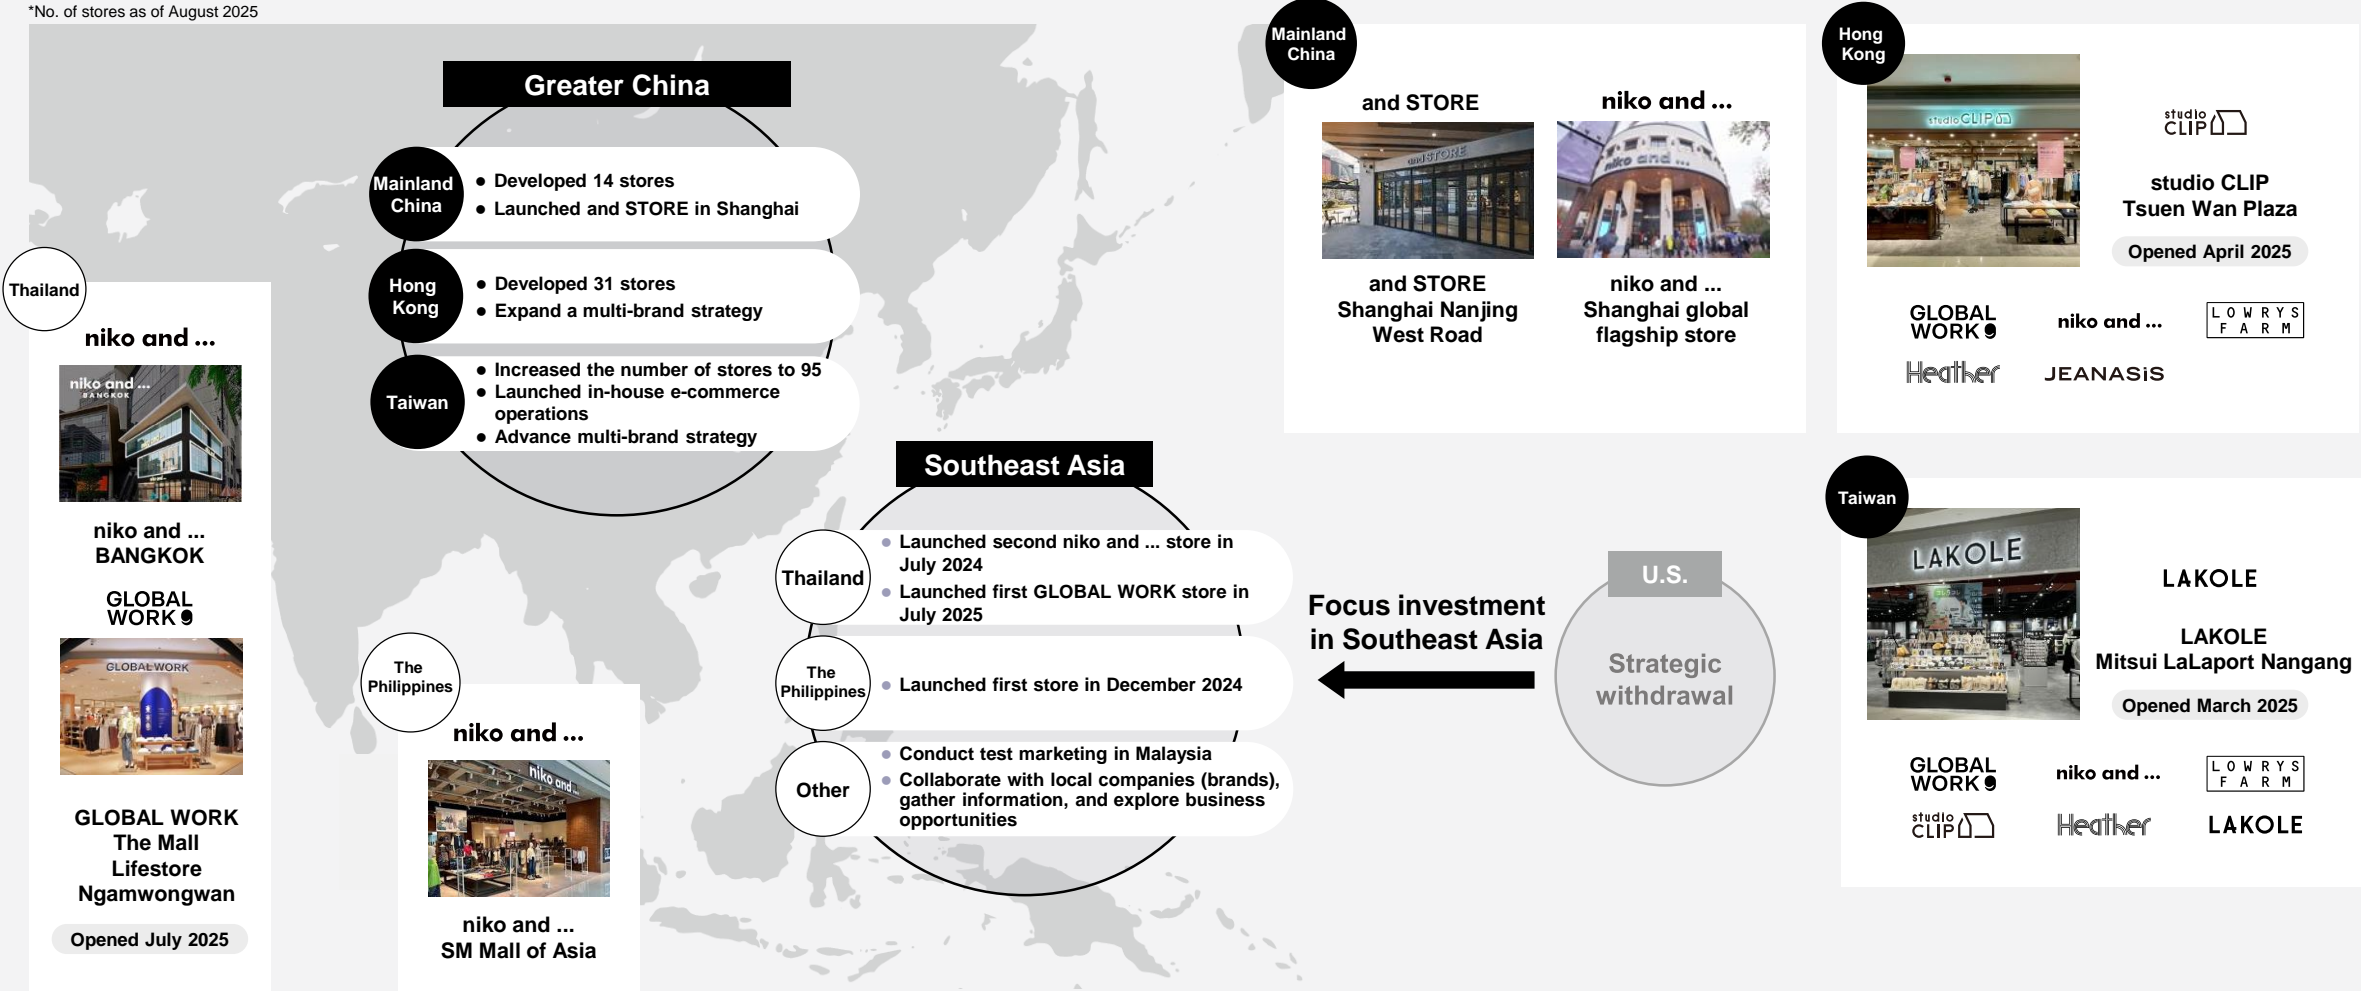 *No. of stores as of August 2025
Greater China
Mainland
China
● Developed 14 stores
● Launched and STORE in Shanghai
Hong
Kong
● Developed 31 stores
● Expand a multi-brand strategy
Taiwan
● Increased the number of stores to 95
● Launched in-house e-commerce
operations
● Advance multi-brand strategy
Thailand
niko and ...
niko and ...
BANGKOK
niko and ...
BANGKOK
GLOBAL
WORK
GLOBAL WORK
GLOBAL WORK
The Mall
Lifestore
Ngamwongwan
Opened July 2025
The
Philippines
niko and ...
niko and ...
niko and ...
SM Mall of Asia
Southeast Asia
Thailand
● Launched second niko and ... store in
July 2024
● Launched first GLOBAL WORK store in
July 2025
The
Philippines
● Launched first store in December 2024
Other
● Conduct test marketing in Malaysia
● Collaborate with local companies (brands),
gather information, and explore business
opportunities
Focus investment
in Southeast Asia
U.S.
Strategic
withdrawal
Mainland
China
and STORE
and STORE
and STORE
Shanghai Nanjing
West Road
niko and ...
niko and ...
niko and ...
Shanghai global
flagship store
Hong
Kong
studio CLIP
studio
CLIP
studio CLIP
Tsuen Wan Plaza
Opened April 2025
GLOBAL
WORK
niko and ...
LOWRYS
FARM
Heather
JEANASiS
Taiwan
LAKOLE
LAKOLE
LAKOLE
Mitsui LaLaport Nangang
Opened March 2025
GLOBAL
WORK
niko and ...
LOWRYS
FARM
studio
CLIP
Heather
LAKOLE